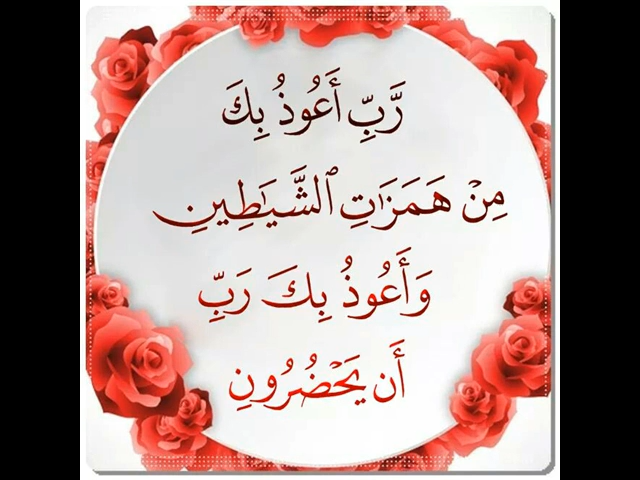 رَّبِّ أَعُوذُ بِكَ
مِنْ هَمَزَٰتِ ٱلشَّيَٰطِينِ
وَأَعُوذُ بِكَ رَبِّ
أَن يَحْضُرُونِ